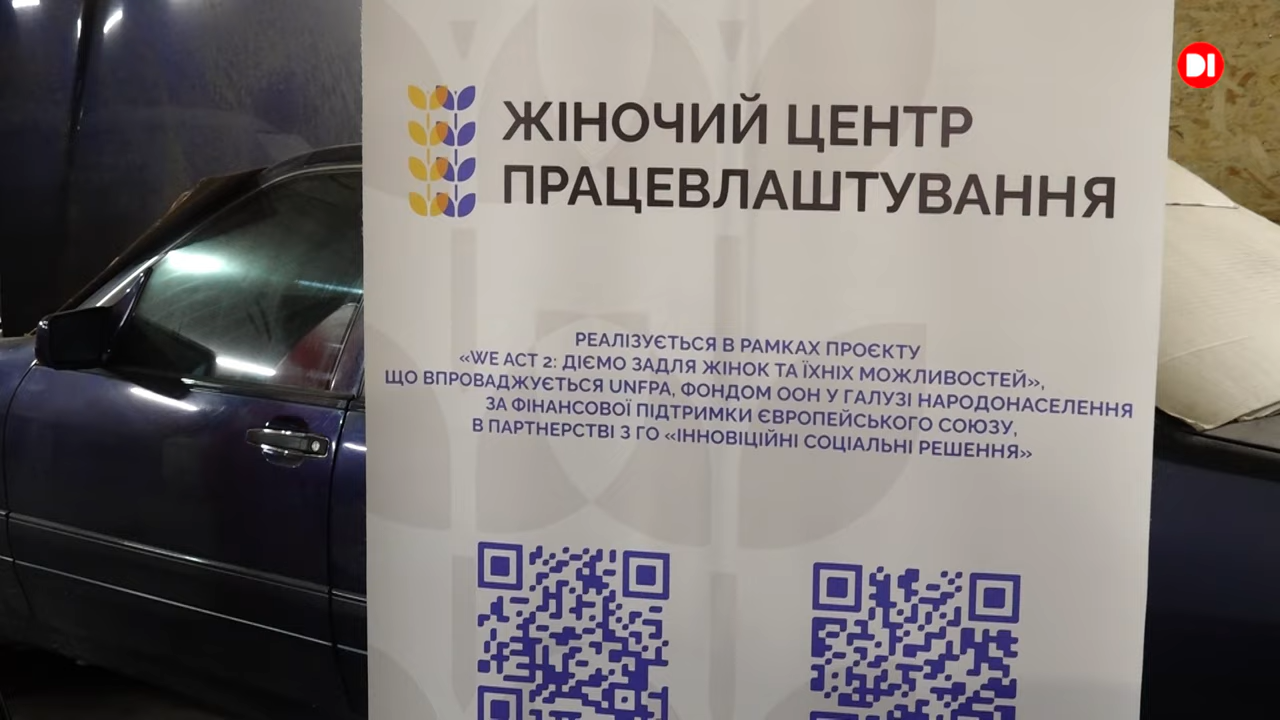 DI
ЖІНОЧИЙ ЦЕНТР
ПРАЦЕВЛАШТУВАННЯ
РЕАЛІЗУЄТЬСЯ В РАМКАХ ПРОЄКТУ
«WE ACT 2: ДІЄМО ЗАДЛЯ ЖІНОК ТА ЇХНІХ МОЖЛИВОСТЕЙ»,
ЩО ВПРОВАДЖУЄТЬСЯ UNFPA, ФОНДОМ ООН У ГАЛУЗІ НАРОДОНАСЕЛЕННЯ
ЗА ФІНАНСОВОЇ ПІДТРИМКИ ЄВРОПЕЙСЬКОГО СОЮЗУ,
В ПАРТНЕРСТВІ З ГО «ІННОВІЦІЙНІ СОЦІАЛЬНІ РЕШЕННЯ»